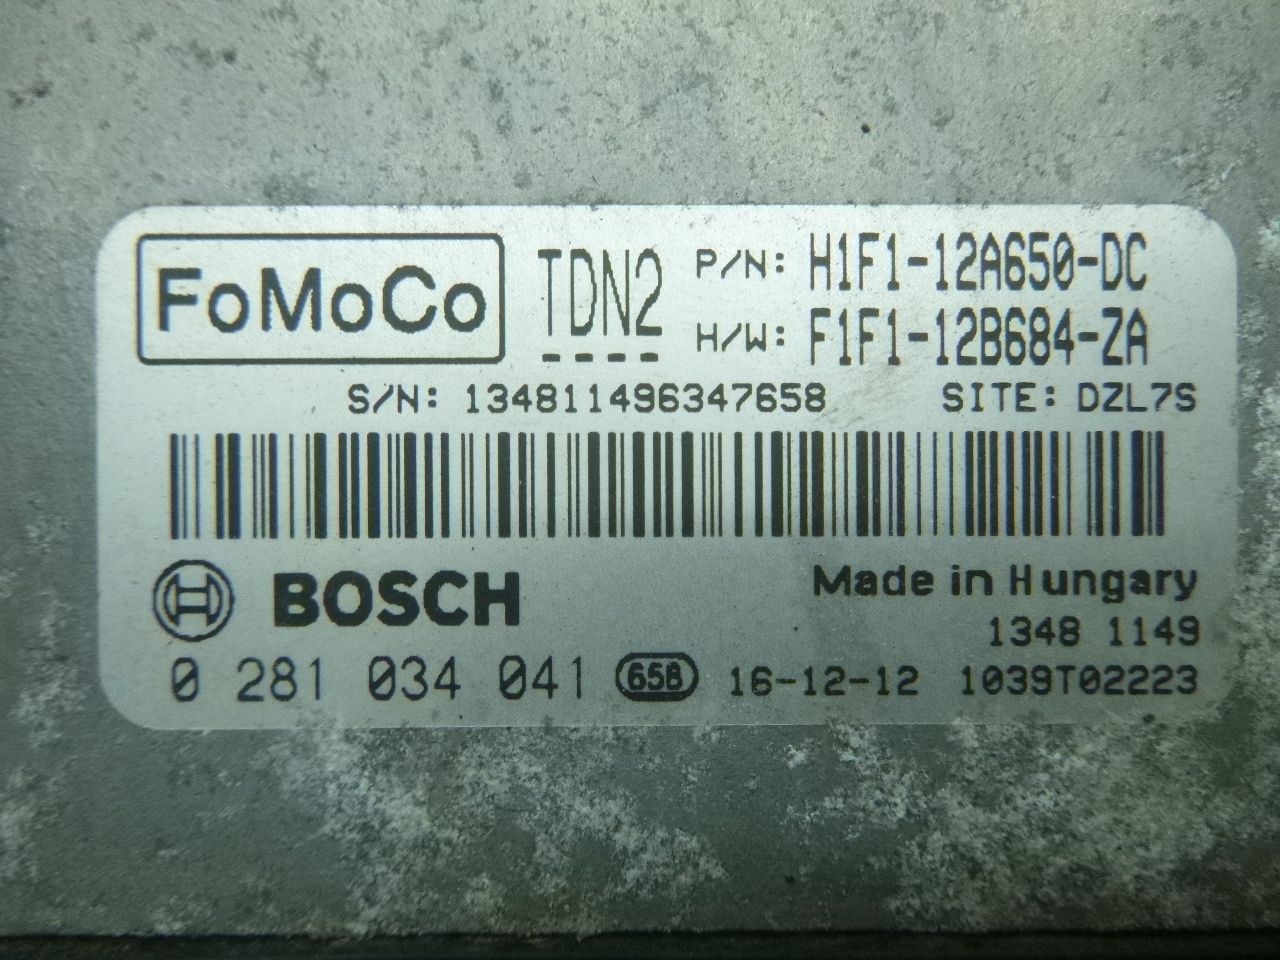 FoMoCo TDN2 P/N: H1F1-12A650-DC
H/W: F1F1-12B684-ZA
S/N: 134811496347658 SITE: DZL7S
BOSCH Made in Hungary
1348 1149
0 281 034 041 65B 16-12-12 1039T02223